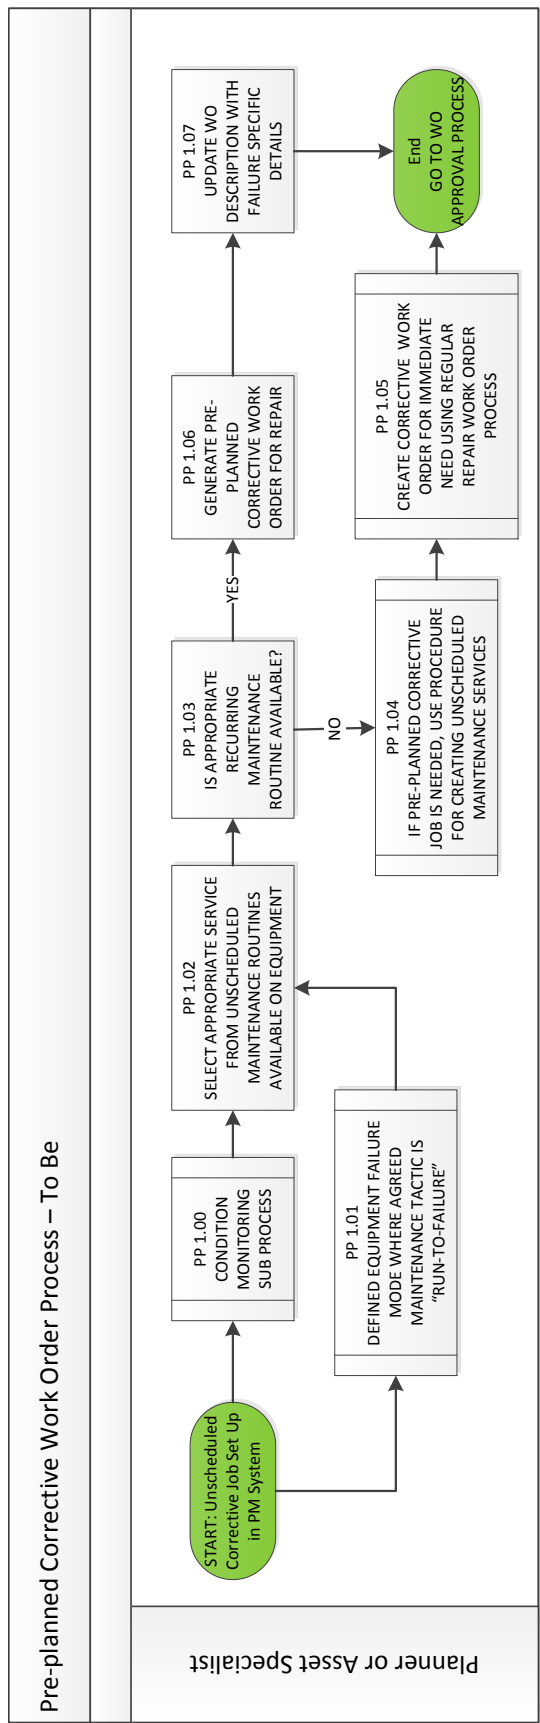 Pre-planned Corrective Work Order Process – To Be
Planner or Asset Specialist
START: Unscheduled
Corrective Job Set Up
in PM System
PP 1.00
CONDITION
MONITORING
SUB PROCESS
PP 1.01
DEFINED EQUIPMENT FAILURE
MODE WHERE AGREED
MAINTENANCE TACTIC IS
“RUN-TO-FAILURE”
PP 1.02
SELECT APPROPRIATE SERVICE
FROM UNSCHEDULED
MAINTENANCE ROUTINES
AVAILABLE ON EQUIPMENT
PP 1.03
IS APPROPRIATE
RECURRING
MAINTENANCE
ROUTINE AVAILABLE?
YES
NO
PP 1.04
IF PRE-PLANNED CORRECTIVE
JOB IS NEEDED, USE PROCEDURE
FOR CREATING UNSCHEDULED
MAINTENANCE SERVICES
PP 1.05
CREATE CORRECTIVE WORK
ORDER FOR IMMEDIATE
NEED USING REGULAR
REPAIR WORK ORDER
PROCESS
PP 1.06
GENERATE PRE-
PLANNED
CORRECTIVE WORK
ORDER FOR REPAIR
PP 1.07
UPDATE WO
DESCRIPTION WITH
FAILURE SPECIFIC
DETAILS
End
GO TO WO
APPROVAL PROCESS